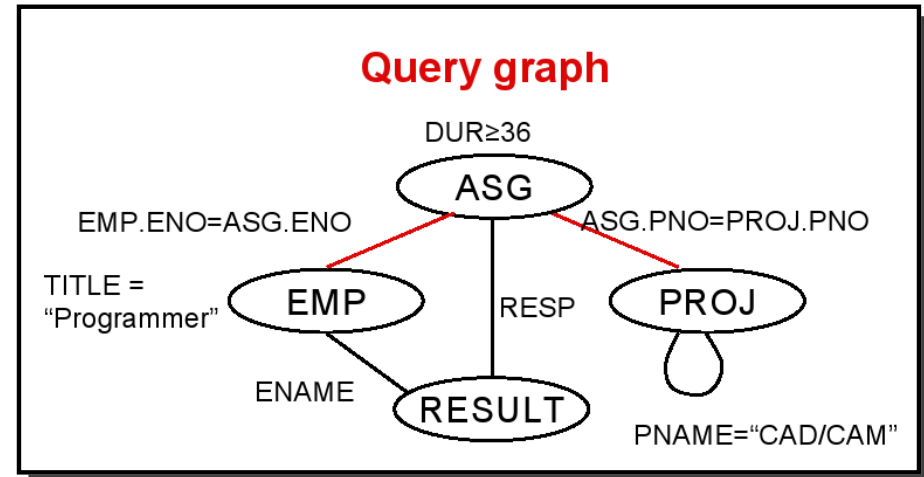 Query graph
DUR≥36
ASG
EMP.ENO=ASG.ENO
ASG.PNO=PROJ.PNO
TITLE =
“Programmer”
EMP
RESP
PROJ
ENAME
RESULT
PNAME=“CAD/CAM”